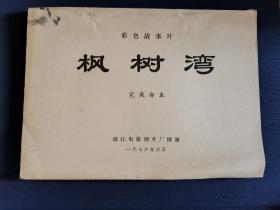 彩色故事片
枫树湾
完成台本
珠江电影制片厂摄制
一九七六年六月